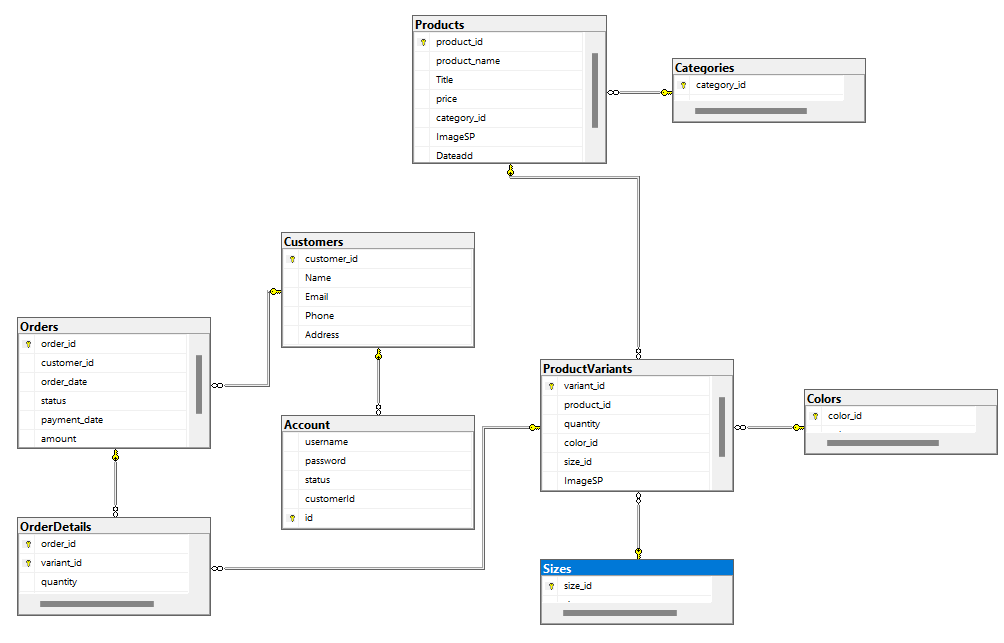 Products
product_id
product_name
Title
price
category_id
ImageSP
Dateadd
Categories
category_id
Customers
customer_id
Name
Email
Phone
Address
Orders
order_id
customer_id
order_date
status
payment_date
amount
ProductVariants
variant_id
product_id
quantity
color_id
size_id
ImageSP
Colors
color_id
Account
username
password
status
customerId
id
OrderDetails
order_id
variant_id
quantity
Sizes
size_id